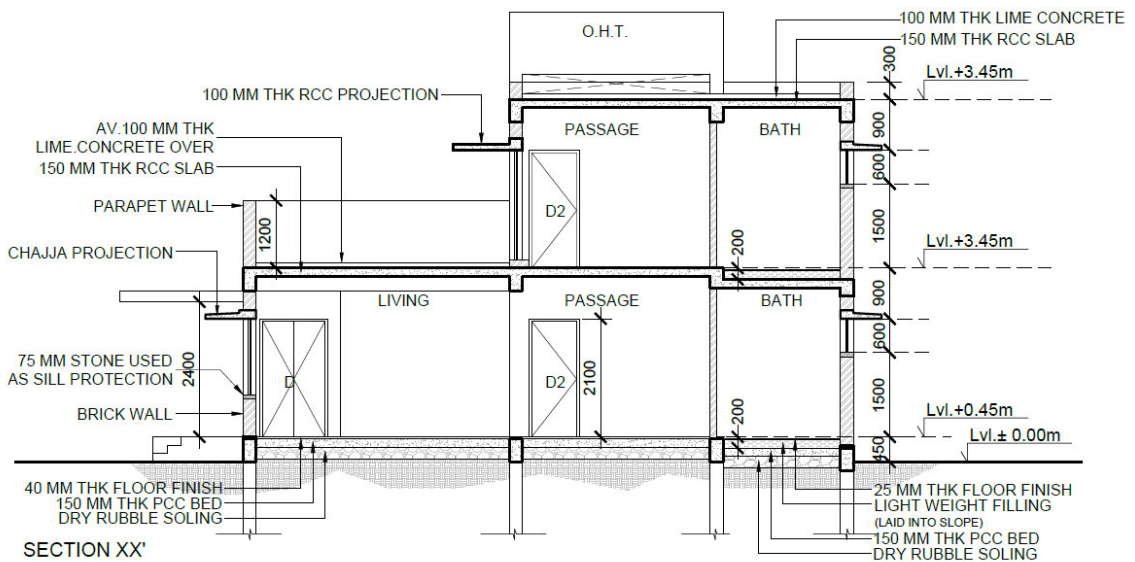 O.H.T.
100 MM THK LIME CONCRETE
150 MM THK RCC SLAB
300
Lvl.+3.45m
100 MM THK RCC PROJECTION
AV.100 MM THK
LIME.CONCRETE OVER
150 MM THK RCC SLAB
PASSAGE
BATH
900
600
PARAPET WALL
1200
D2
1500
CHAJJA PROJECTION
200
Lvl.+3.45m
LIVING
PASSAGE
BATH
900
600
75 MM STONE USED
AS SILL PROTECTION
2400
D
D2
2100
1500
BRICK WALL
200
Lvl.+0.45m
Lvl.± 0.00m
450
40 MM THK FLOOR FINISH
150 MM THK PCC BED
DRY RUBBLE SOLING
25 MM THK FLOOR FINISH
LIGHT WEIGHT FILLING
(LAID INTO SLOPE)
150 MM THK PCC BED
DRY RUBBLE SOLING
SECTION XX'